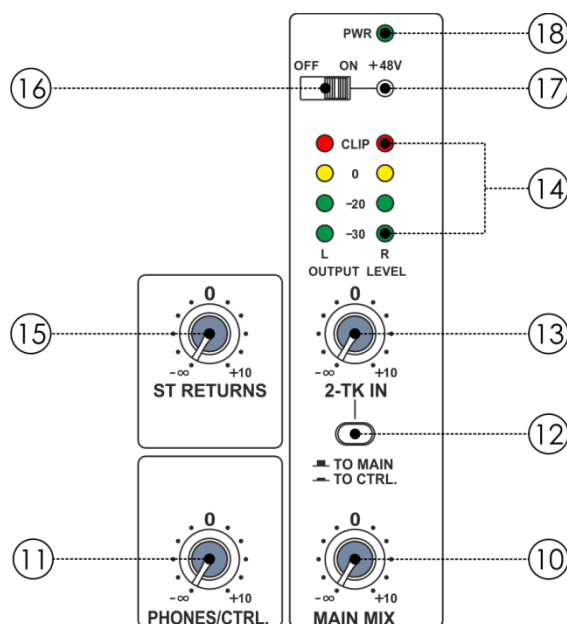 PWR
18
OFF ON +48V
16
17
CLIP
0
14
-20
-30
L R
OUTPUT LEVEL
0 0
15
13
-∞ +10 -∞ +10
ST RETURNS 2-TK IN
12
TO MAIN
TO CTRL.
0 0
11
10
-∞ +10 -∞ +10
PHONES/CTRL. MAIN MIX